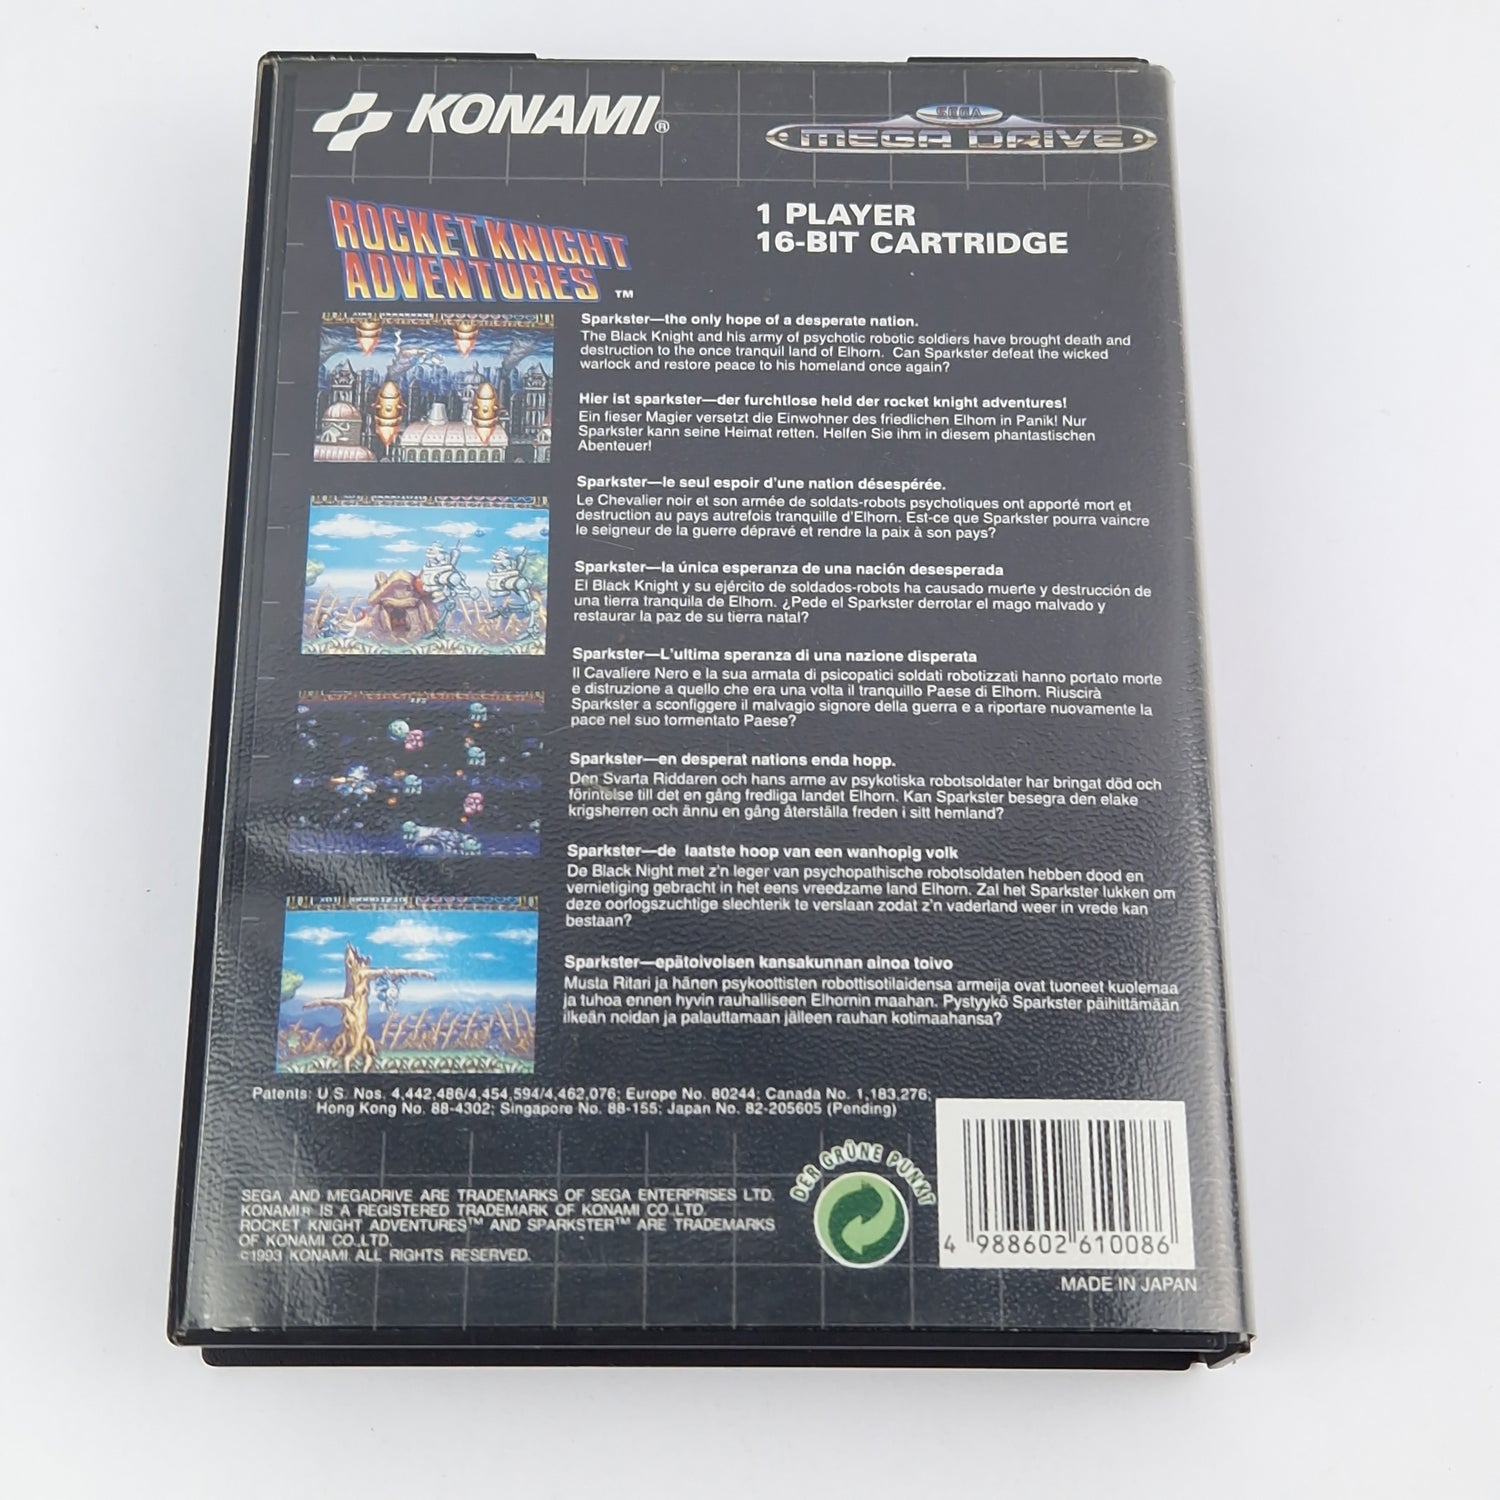 KONAMI®
SEGA
MEGA DRIVE
ROCKET KNIGHT
ADVENTURES ™
1 PLAYER
16-BIT CARTRIDGE
Sparkster—the only hope of a desperate nation.
The Black Knight and his army of psychotic robotic soldiers have brought death and
destruction to the once tranquil land of Elhorn. Can Sparkster defeat the wicked
warlock and restore peace to his homeland once again?
Hier ist sparkster—der furchtlose held der rocket knight adventures!
Ein fieser Magier versetzt die Einwohner des friedlichen Elhom in Panik! Nur
Sparkster kann seine Heimat retten. Helfen Sie ihm in diesem phantastischen
Abenteuer!
Sparkster—le seul espoir d'une nation désespérée.
Le Chevalier noir et son armée de soldats-robots psychotiques ont apporté mort et
destruction au pays autrefois tranquille d'Elhorn. Est-ce que Sparkster pourra vaincre
le seigneur de la guerre dépravé et rendre la paix à son pays?
Sparkster—la única esperanza de una nación desesperada
El Black Knight y su ejército de soldados-robots ha causado muerte y destrucción de
una tierra tranquila de Elhorn. ¿Pede el Sparkster derrotar el mago malvado y
restaurar la paz de su tierra natal?
Sparkster—L'ultima speranza di una nazione disperata
Il Cavaliere Nero e la sua armata di psicopatici soldati robotizzati hanno portato morte
e distruzione a quello che era una volta il tranquillo Paese di Elhorn. Riuscirà
Sparkster a sconfiggere il malvagio signore della guerra e a riportare nuovamente la
pace nel suo tormentato Paese?
Sparkster—en desperat nations enda hopp.
Den Svarta Riddaren och hans arme av psykotiska robotsoldater har bringat död och
förintelse till det en gång fredliga landet Elhorn. Kan Sparkster besegra den elake
krigsherren och ännu en gång återställa freden i sitt hemland?
Sparkster—de laatste hoop van een wanhopig volk
De Black Night met z'n leger van psychopathische robotsoldaten hebben dood en
vernietiging gebracht in het eens vreedzame land Elhorn. Zal het Sparkster lukken om
deze oorlogszuchtige slechterik te verslaan zodat z'n vaderland weer in vrede kan
bestaan?
Sparkster—epätoivoisen kansakunnan ainoa toivo
Musta Ritari ja hänen psykoottisten robottisotilaidensa armeija ovat tuoneet kuolemaa
ja tuhoa ennen hyvin rauhalliseen Elhornin maahan. Pystyykö Sparkster päihittämään
ilkeän noidan ja palauttamaan jälleen rauhan kotimaahansa?
Patents: U.S. Nos. 4,442,486/4,454,594/4,462,076; Europe No. 80244; Canada No. 1,183,276;
Hong Kong No. 88-4302; Singapore No. 88-155; Japan No. 82-205605 (Pending)
DER GRÜNE PUNKT
SEGA AND MEGADRIVE ARE TRADEMARKS OF SEGA ENTERPRISES LTD.
KONAMI® IS A REGISTERED TRADEMARK OF KONAMI CO.,LTD.
ROCKET KNIGHT ADVENTURES™ AND SPARKSTER™ ARE TRADEMARKS
OF KONAMI CO.,LTD.
©1993 KONAMI ALL RIGHTS RESERVED.
4 988602 610086
MADE IN JAPAN